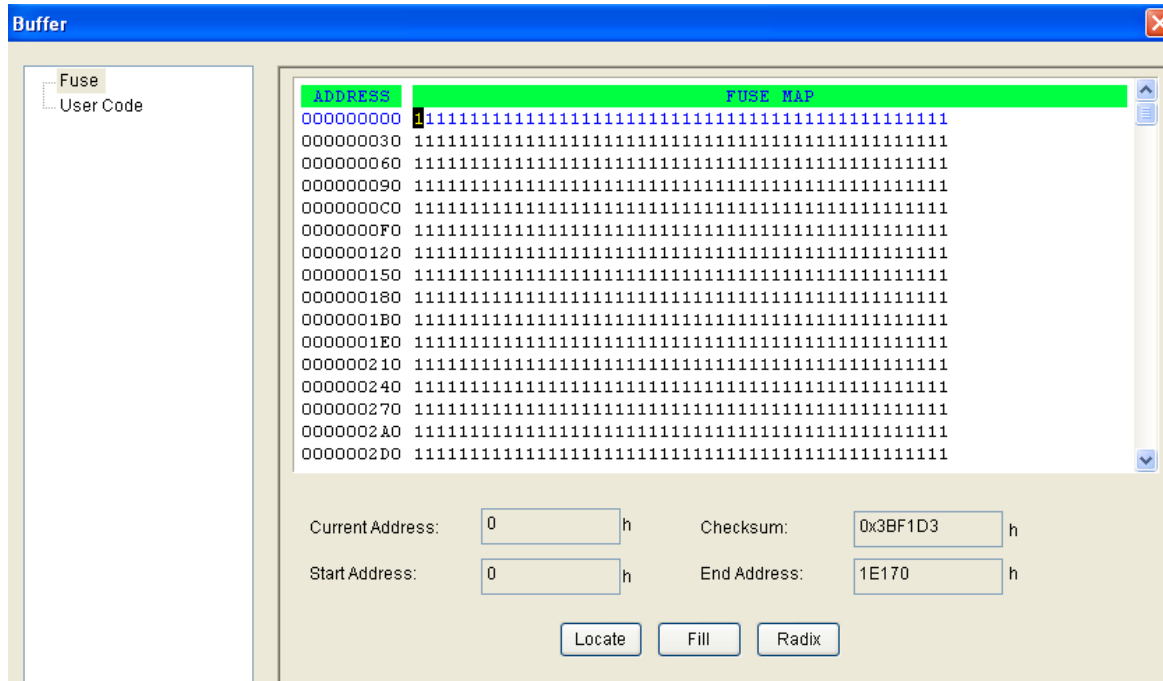 Buffer
Fuse
User Code
ADDRESS FUSE MAP
000000000 111111111111111111111111111111111111111111111111
000000030 111111111111111111111111111111111111111111111111
000000060 111111111111111111111111111111111111111111111111
000000090 111111111111111111111111111111111111111111111111
0000000C0 111111111111111111111111111111111111111111111111
0000000F0 111111111111111111111111111111111111111111111111
000000120 111111111111111111111111111111111111111111111111
000000150 111111111111111111111111111111111111111111111111
000000180 111111111111111111111111111111111111111111111111
0000001B0 111111111111111111111111111111111111111111111111
0000001E0 111111111111111111111111111111111111111111111111
000000210 111111111111111111111111111111111111111111111111
000000240 111111111111111111111111111111111111111111111111
000000270 111111111111111111111111111111111111111111111111
0000002A0 111111111111111111111111111111111111111111111111
0000002D0 111111111111111111111111111111111111111111111111
Current Address: 0 h Checksum: 0x3BF1D3 h
Start Address: 0 h End Address: 1E170 h
Locate Fill Radix